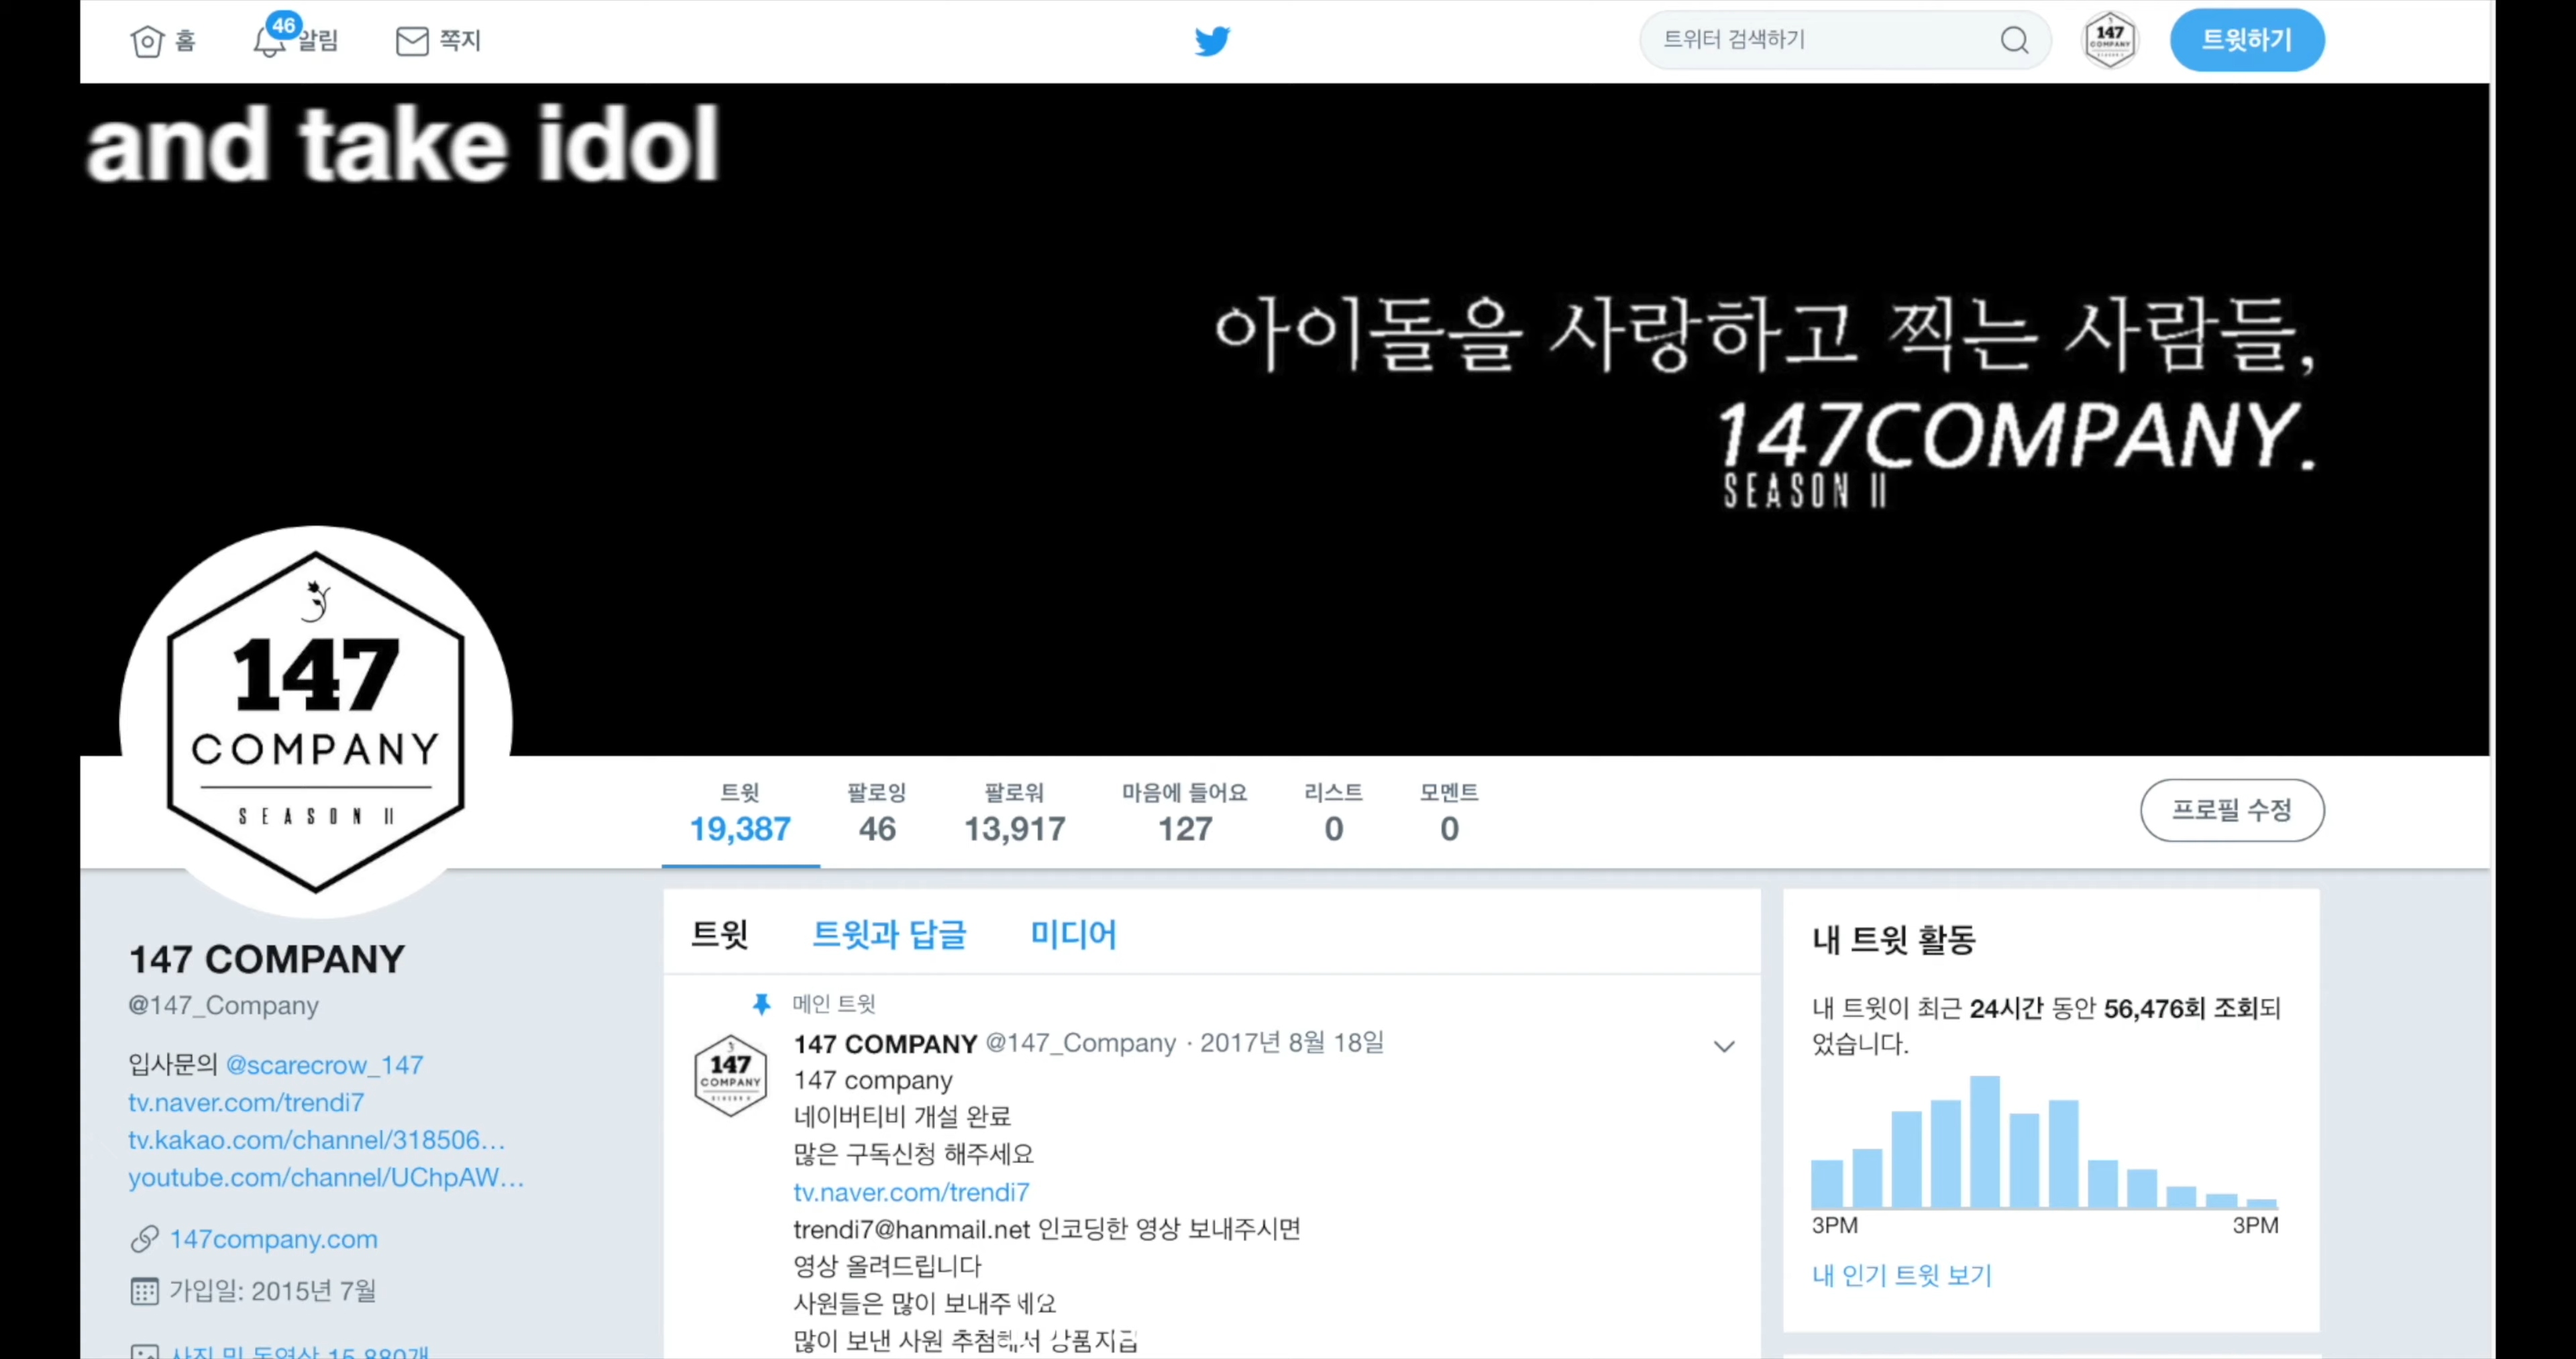 홈
46
알림
쪽지
트위터 검색하기
147
COMPANY
트윗하기
and take idol
아이돌을 사랑하고 찍는 사람들,
147COMPANY.
SEASON II
147
COMPANY
SEASON II
트윗 팔로잉 팔로워 마음에 들어요 리스트 모멘트
19,387 46 13,917 127 0 0
프로필 수정
147 COMPANY
@147_Company
입사문의 @scarecrow_147
tv.naver.com/trendi7
tv.kakao.com/channel/318506...
youtube.com/channel/UChpAW...
147company.com
가입일: 2015년 7월
사진 및 동영상 15,880개
트윗 트윗과 답글 미디어
메인 트윗
147
COMPANY
147 COMPANY @147_Company · 2017년 8월 18일
147 company
네이버티비 개설 완료
많은 구독신청 해주세요
tv.naver.com/trendi7
trendi7@hanmail.net 인코딩한 영상 보내주시면
영상 올려드립니다
사원들은 많이 보내주세요
많이 보낸 사원 추첨해서 상품지급
내 트윗 활동
내 트윗이 최근 24시간 동안 56,476회 조회되
었습니다.
3PM 3PM
내 인기 트윗 보기